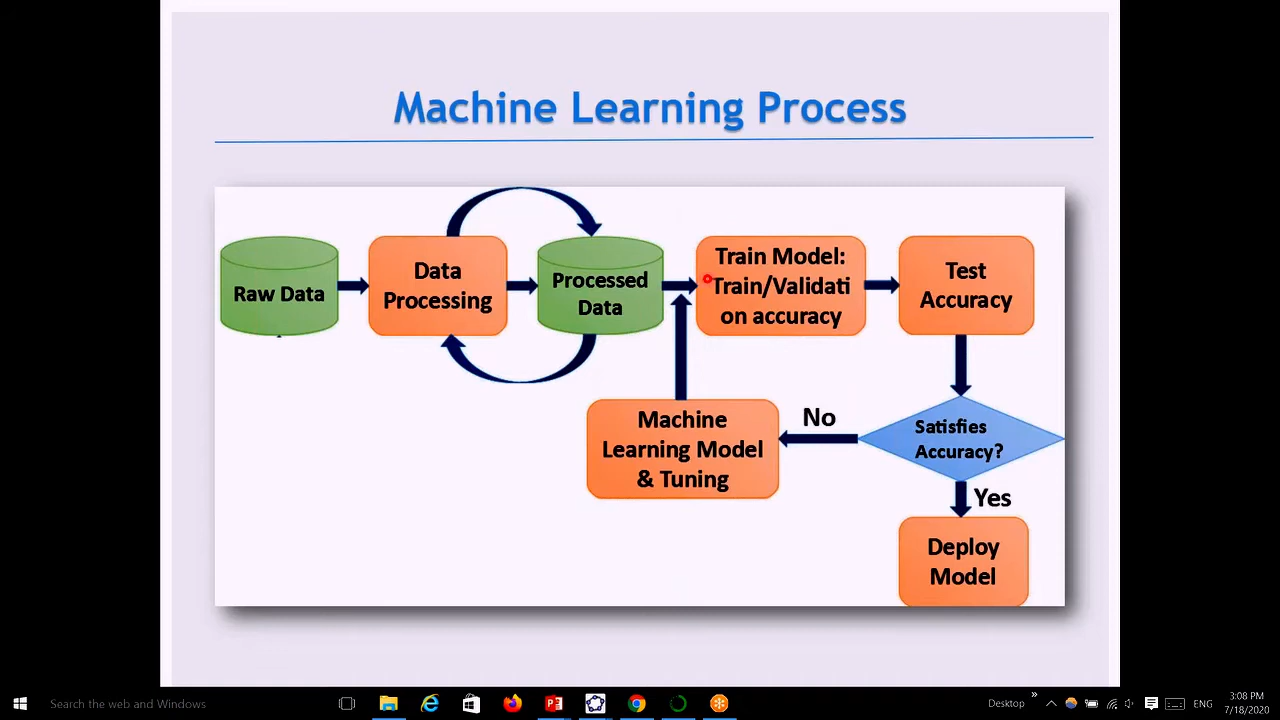 Machine Learning Process
Raw Data
Data
Processing
Processed
Data
Train Model:
Train/Validati
on accuracy
Test
Accuracy
Machine
Learning Model
& Tuning
No
Satisfies
Accuracy?
Yes
Deploy
Model
Search the web and Windows
Desktop
»
ENG
3:08 PM
7/18/2020